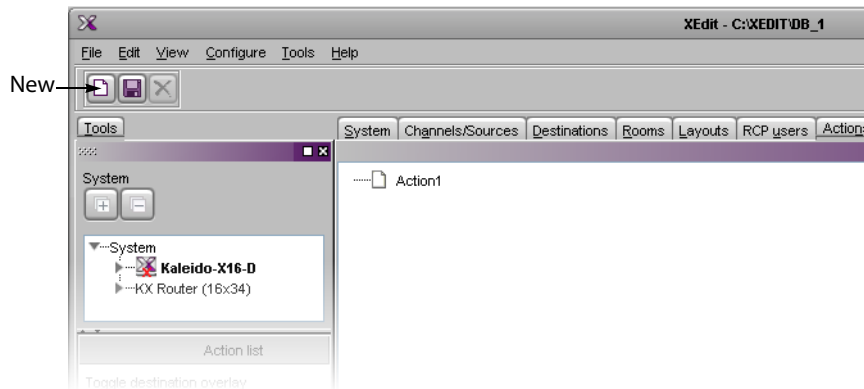 XEdit - C:\XEDIT\DB_1
File Edit View Configure Tools Help
New
Tools
System Channels/Sources Destinations Rooms Layouts RCP users Actions
System
Action1
System
Kaleido-X16-D
KX Router (16x34)
Action list
Toggle destination overlay